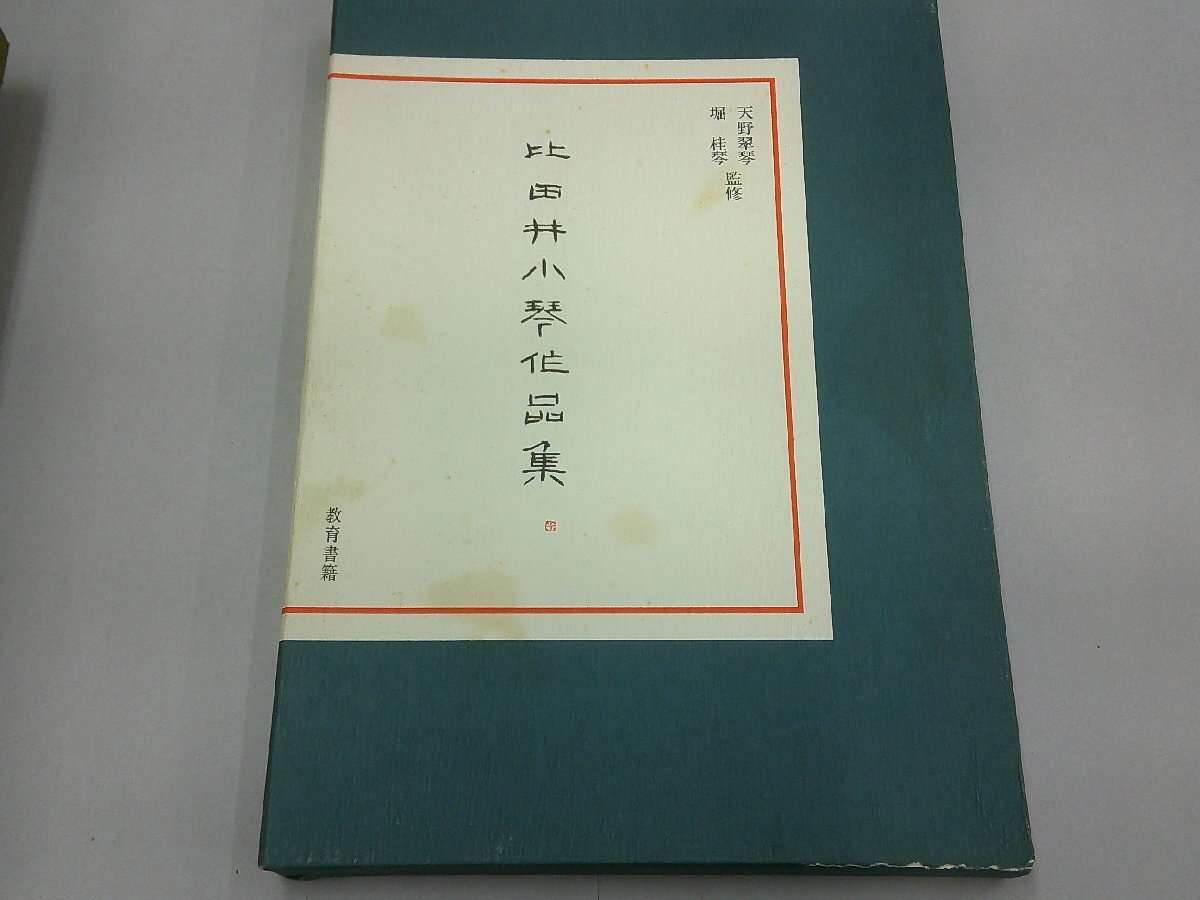 天野翠琴
堀 桂琴
監修
比田井小琴作品集
教育書籍